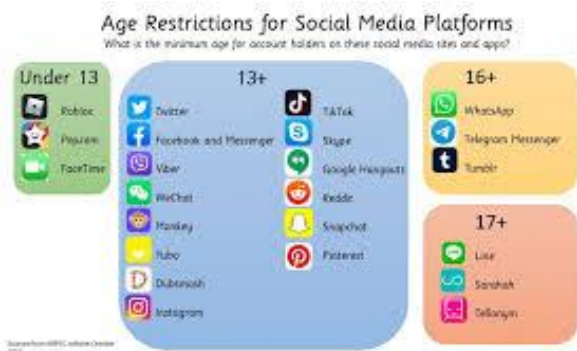 Age Restrictions for Social Media Platforms
What is the minimum age for account holders on these social media sites and apps?
Under 13
Roblox
Popjam
FaceTime
13+
Twitter
Facebook and Messenger
Viber
WeChat
Monkey
Yubo
Dubsmash
Instagram
TikTok
Skype
Google Hangouts
Reddit
Snapchat
Pinterest
16+
WhatsApp
Telegram Messenger
Tumblr
17+
Line
Sarahah
Tellonym